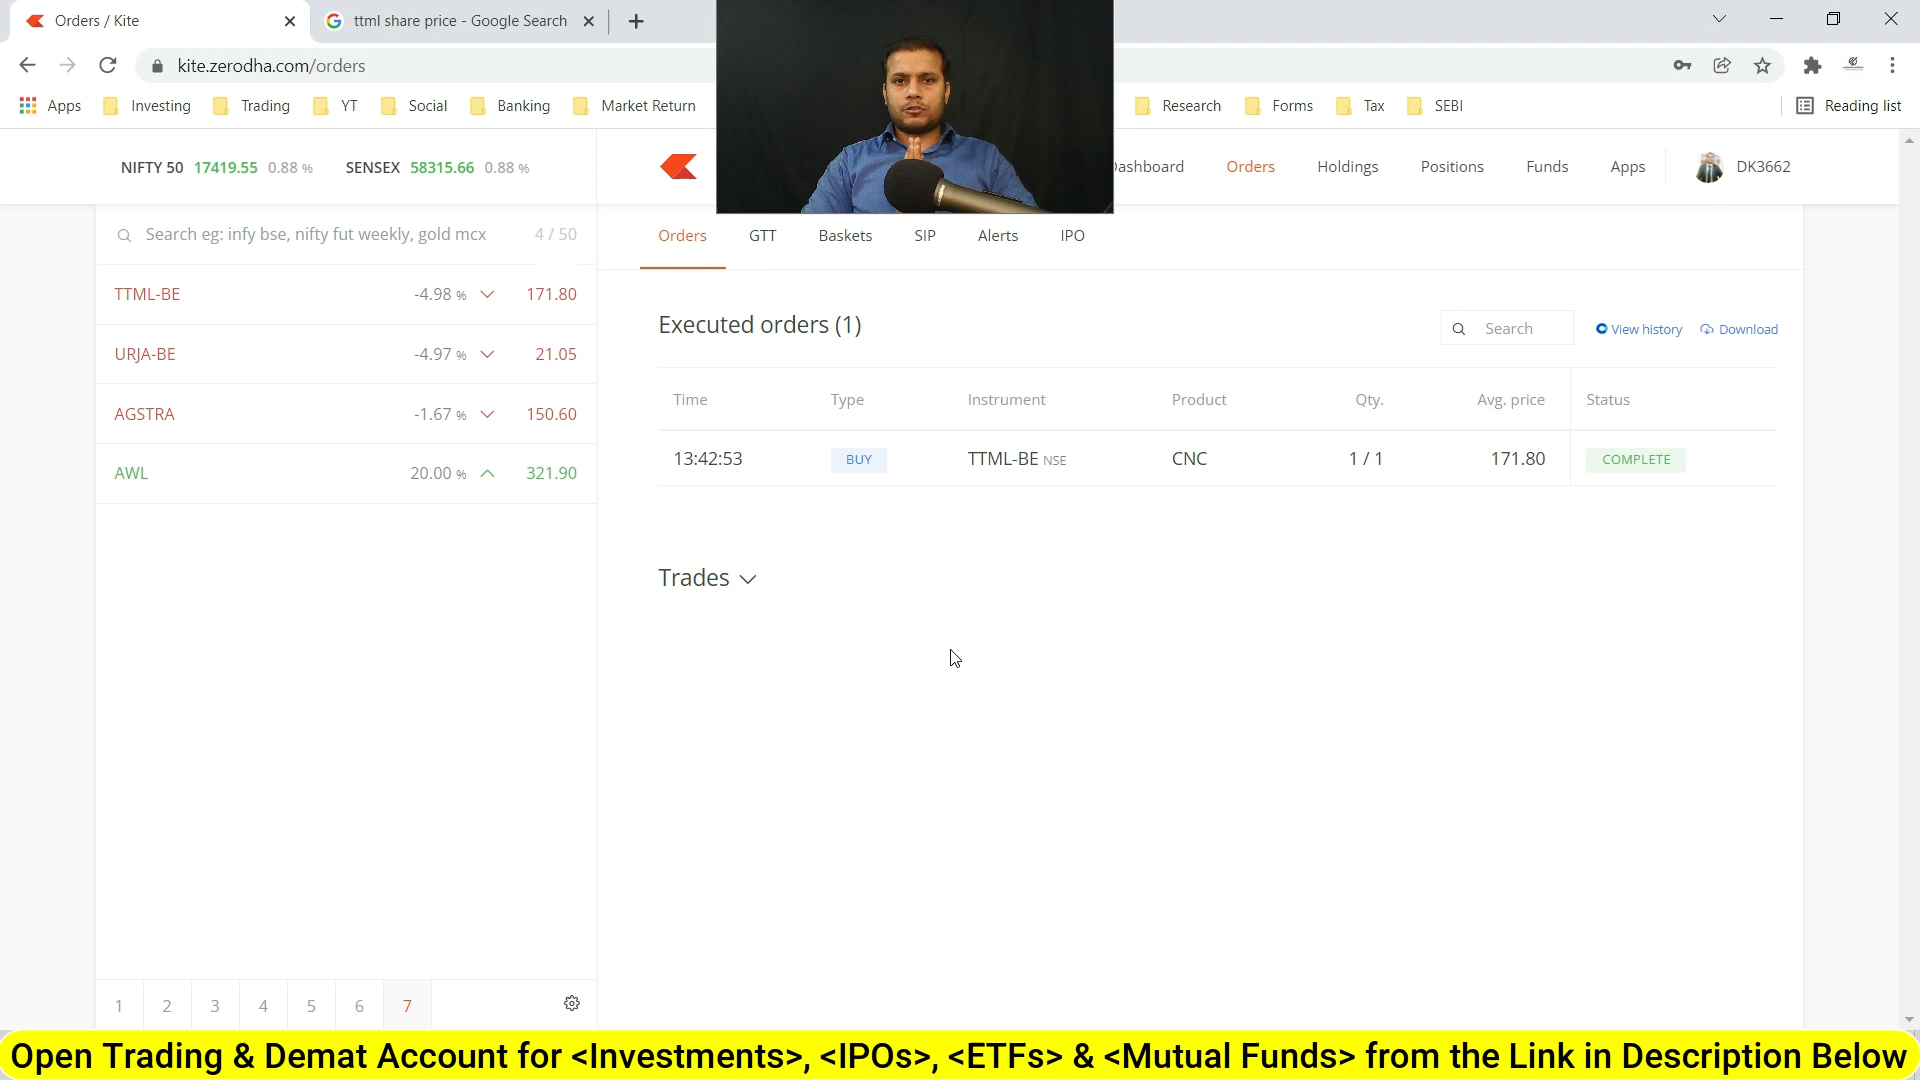 Orders / Kite
ttml share price - Google Search
kite.zerodha.com/orders
Apps
Investing
Trading
YT
Social
Banking
Market Return
Research
Forms
Tax
SEBI
Reading list
NIFTY 50 17419.55 0.88 %
SENSEX 58315.66 0.88 %
Orders
Holdings
Positions
Funds
Apps
DK3662
Search eg: infy bse, nifty fut weekly, gold mcx
4 / 50
Orders
GTT
Baskets
SIP
Alerts
IPO
TTML-BE -4.98 % 171.80
URJA-BE -4.97 % 21.05
AGSTRA -1.67 % 150.60
AWL 20.00 % 321.90
Executed orders (1)
Search
View history
Download
Time Type Instrument Product Qty. Avg. price Status
13:42:53 BUY TTML-BE NSE CNC 1 / 1 171.80 COMPLETE
Trades
1 2 3 4 5 6 7
Open Trading & Demat Account for <Investments>, <IPOs>, <ETFs> & <Mutual Funds> from the Link in Description Below